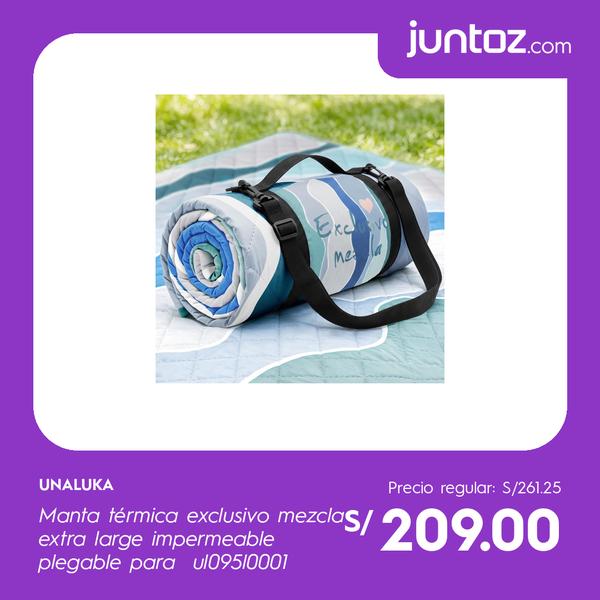 juntoz.com
Exclusivo
mezcla
UNALUKA
Manta térmica exclusivo mezcla
extra large impermeable
plegable para ul095l0001
Precio regular: S/261.25
S/ 209.00